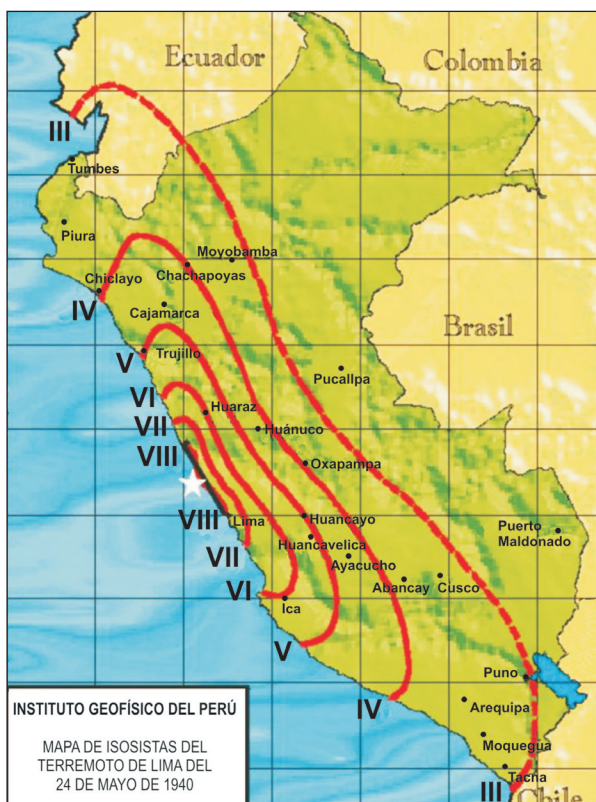 Ecuador
Colombia
III
Tumbes
Piura
Moyobamba
Chachapoyas
Chiclayo
IV
Cajamarca
Brasil
V
Trujillo
Pucallpa
VI
Huaraz
VII
Huánuco
VIII
Oxapampa
VIII
Lima
Huancayo
Puerto
Maldonado
VII
Huancavelica
Ayacucho
Abancay
Cusco
VI
Ica
V
Puno
IV
Arequipa
Moquegua
Tacna
III
Chile
INSTITUTO GEOFÍSICO DEL PERÚ
MAPA DE ISOSISTAS DEL
TERREMOTO DE LIMA DEL
24 DE MAYO DE 1940